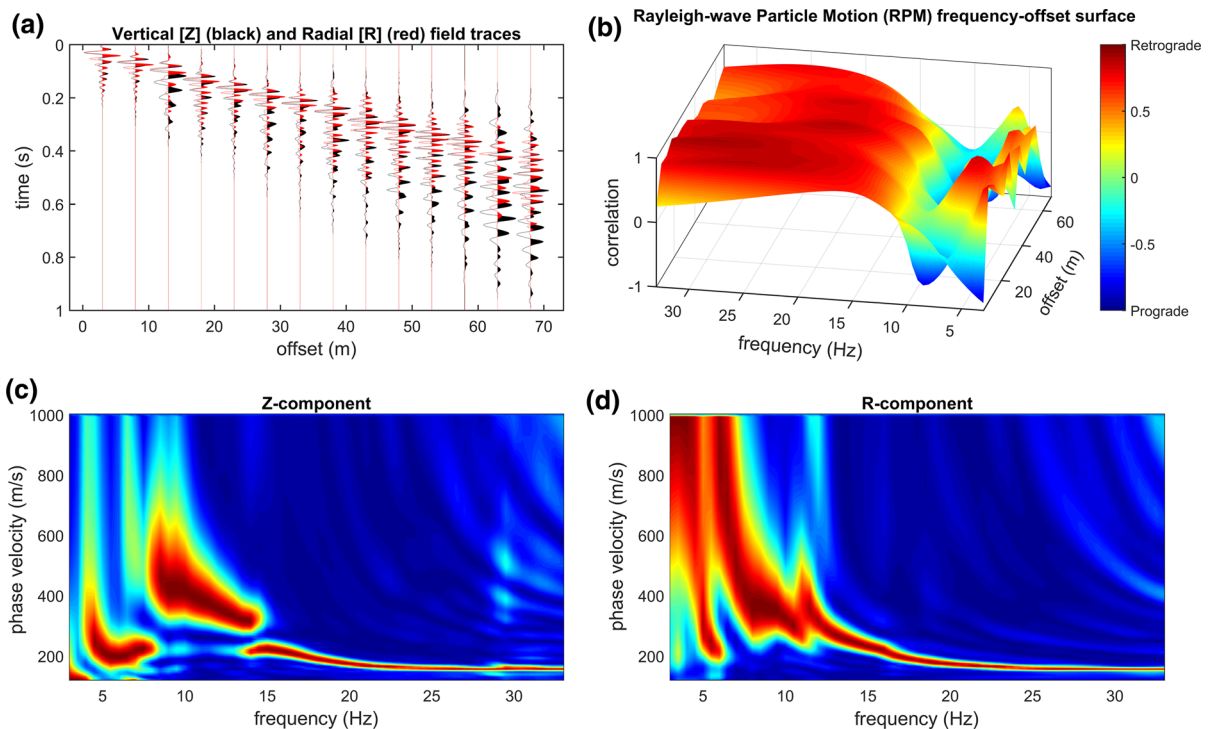 (a)
Vertical [Z] (black) and Radial [R] (red) field traces
0
0.2
0.4
0.6
0.8
1
time (s)
0 10 20 30 40 50 60 70
offset (m)
(b)
Rayleigh-wave Particle Motion (RPM) frequency-offset surface
1
0
-1
correlation
30 25 20 15 10 5
frequency (Hz)
20 40 60
offset (m)
Retrograde
0.5
0
-0.5
Prograde
(c)
Z-component
1000
800
600
400
200
phase velocity (m/s)
5 10 15 20 25 30
frequency (Hz)
(d)
R-component
1000
800
600
400
200
phase velocity (m/s)
5 10 15 20 25 30
frequency (Hz)